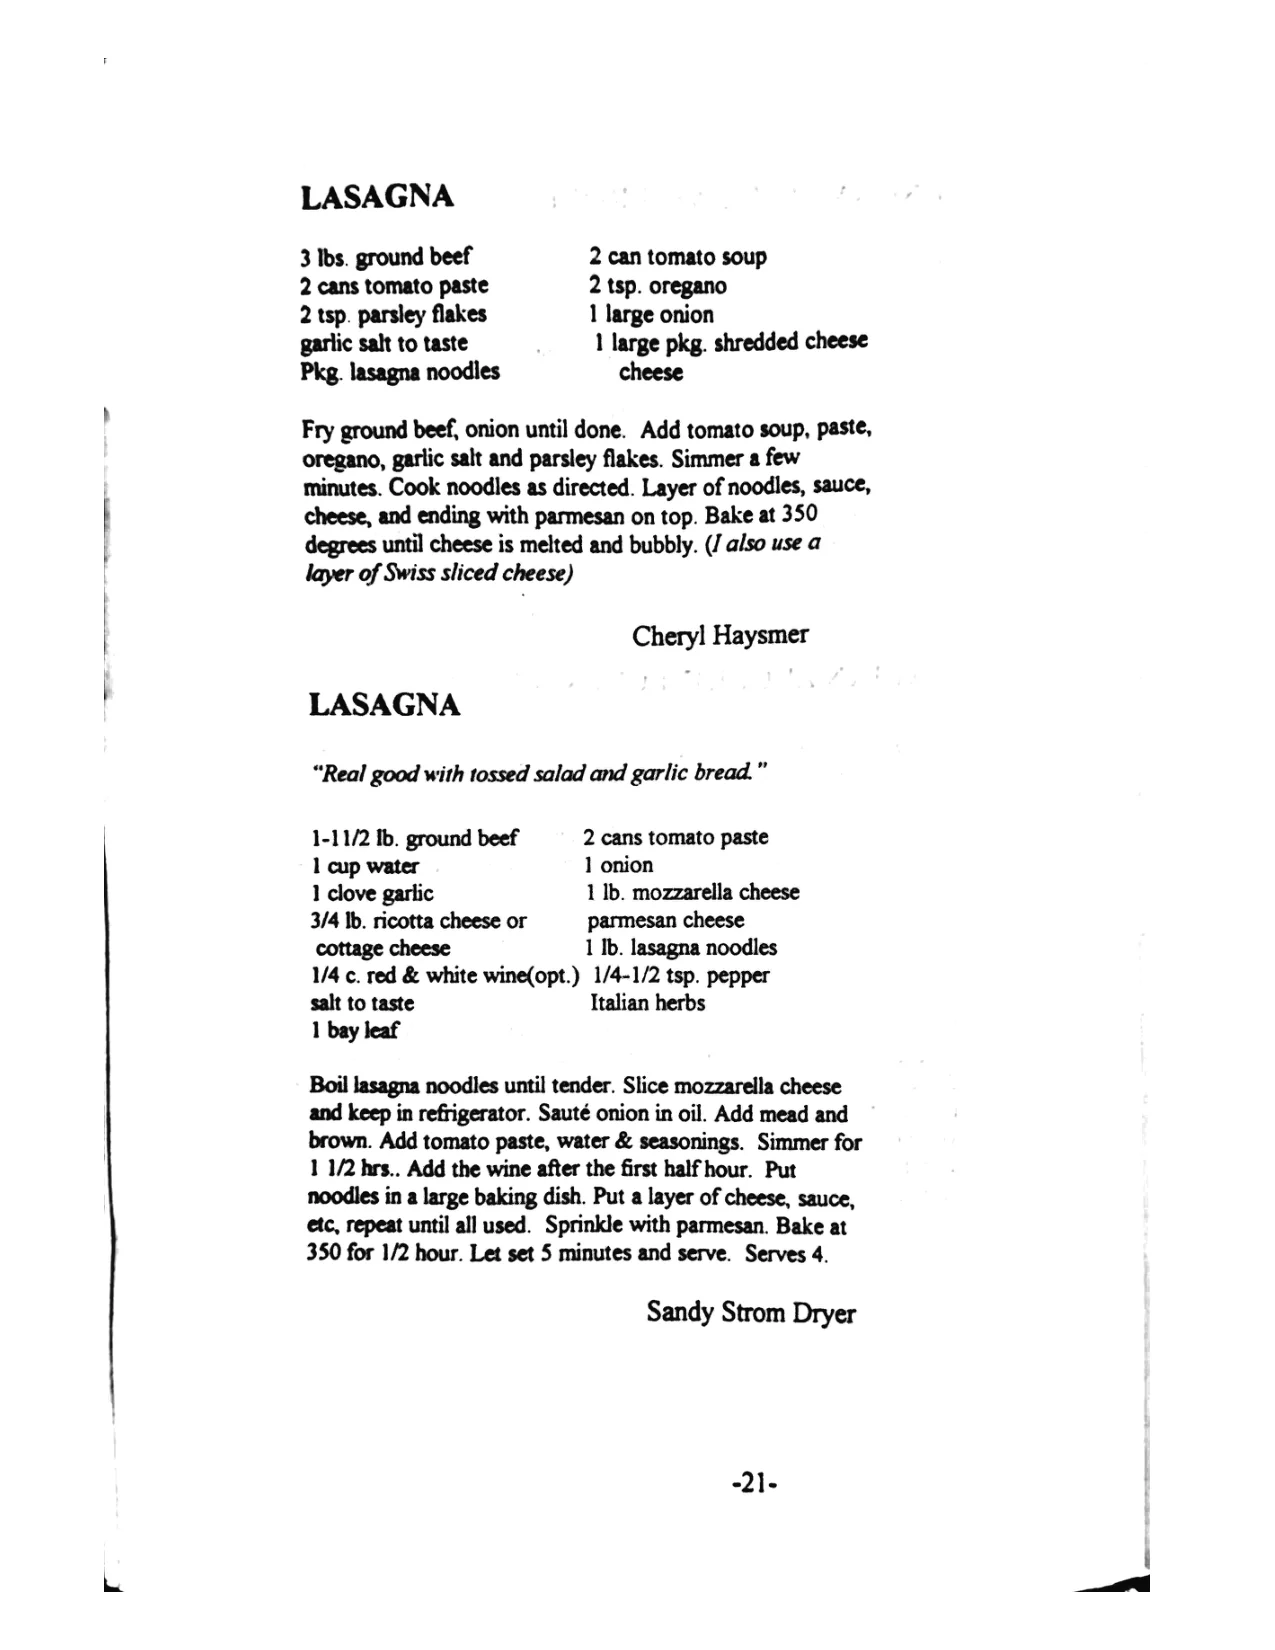 LASAGNA
3 lbs. ground beef 2 can tomato soup
2 cans tomato paste 2 tsp. oregano
2 tsp. parsley flakes 1 large onion
garlic salt to taste 1 large pkg. shredded cheese
Pkg. lasagna noodles cheese
Fry ground beef, onion until done. Add tomato soup, paste,
oregano, garlic salt and parsley flakes. Simmer a few
minutes. Cook noodles as directed. Layer of noodles, sauce,
cheese, and ending with parmesan on top. Bake at 350
degrees until cheese is melted and bubbly. (I also use a
layer of Swiss sliced cheese)
Cheryl Haysmer
LASAGNA
“Real good with tossed salad and garlic bread.”
1-11/2 lb. ground beef 2 cans tomato paste
1 cup water 1 onion
1 clove garlic 1 lb. mozzarella cheese
3/4 lb. ricotta cheese or parmesan cheese
cottage cheese 1 lb. lasagna noodles
1/4 c. red & white wine(opt.) 1/4-1/2 tsp. pepper
salt to taste Italian herbs
1 bay leaf
Boil lasagna noodles until tender. Slice mozzarella cheese
and keep in refrigerator. Sauté onion in oil. Add mead and
brown. Add tomato paste, water & seasonings. Simmer for
1 1/2 hrs.. Add the wine after the first half hour. Put
noodles in a large baking dish. Put a layer of cheese, sauce,
etc, repeat until all used. Sprinkle with parmesan. Bake at
350 for 1/2 hour. Let set 5 minutes and serve. Serves 4.
Sandy Strom Dryer
-21-